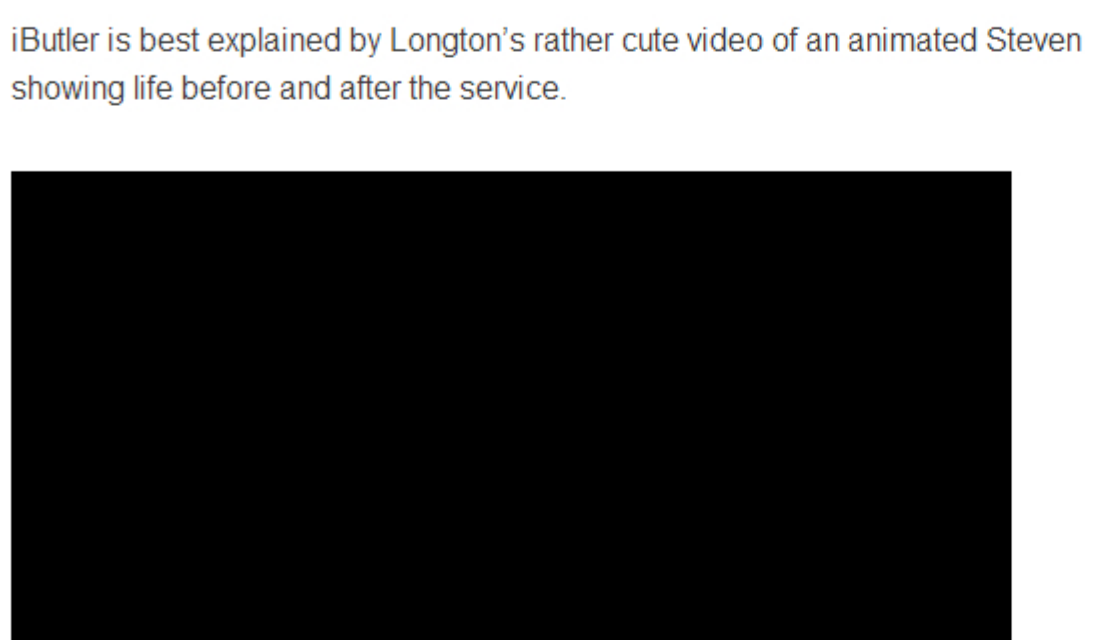 iButler is best explained by Longton’s rather cute video of an animated Steven
showing life before and after the service.